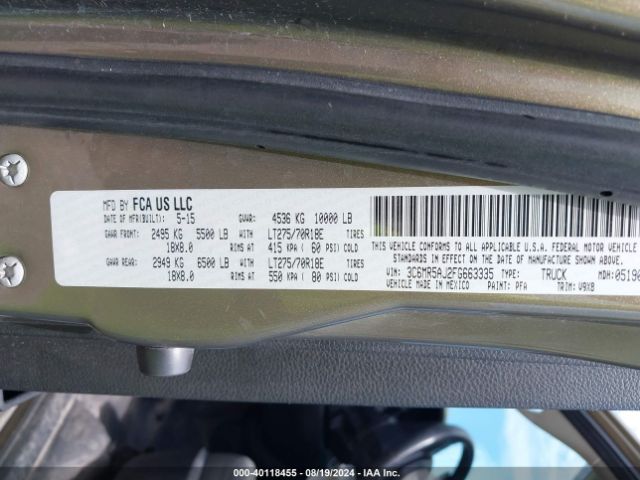 MFD BY FCA US LLC
DATE OF MFR(BUILT): 5-15 GVWR: 4536 KG 10000 LB
GAWR FRONT: 2495 KG 5500 LB WITH LT275/70R18E TIRES
18X8.0 RIMS AT 415 KPA ( 60 PSI) COLD
GAWR REAR: 2949 KG 6500 LB WITH LT275/70R18E TIRES
18X8.0 RIMS AT 550 KPA ( 80 PSI) COLD
THIS VEHICLE CONFORMS TO ALL APPLICABLE U.S.A. FEDERAL MOTOR VEHICLE
SAFETY STANDARDS IN EFFECT ON THE DATE OF MANUFACTURE SHOWN ABOVE.
VIN: 3C6MR5AJ2FG663335 TYPE: TRUCK MDH: 0519
VEHICLE MADE IN MEXICO PAINT: PFA TRIM: V9X8
000-40118455 - 08/19/2024 - IAA Inc.